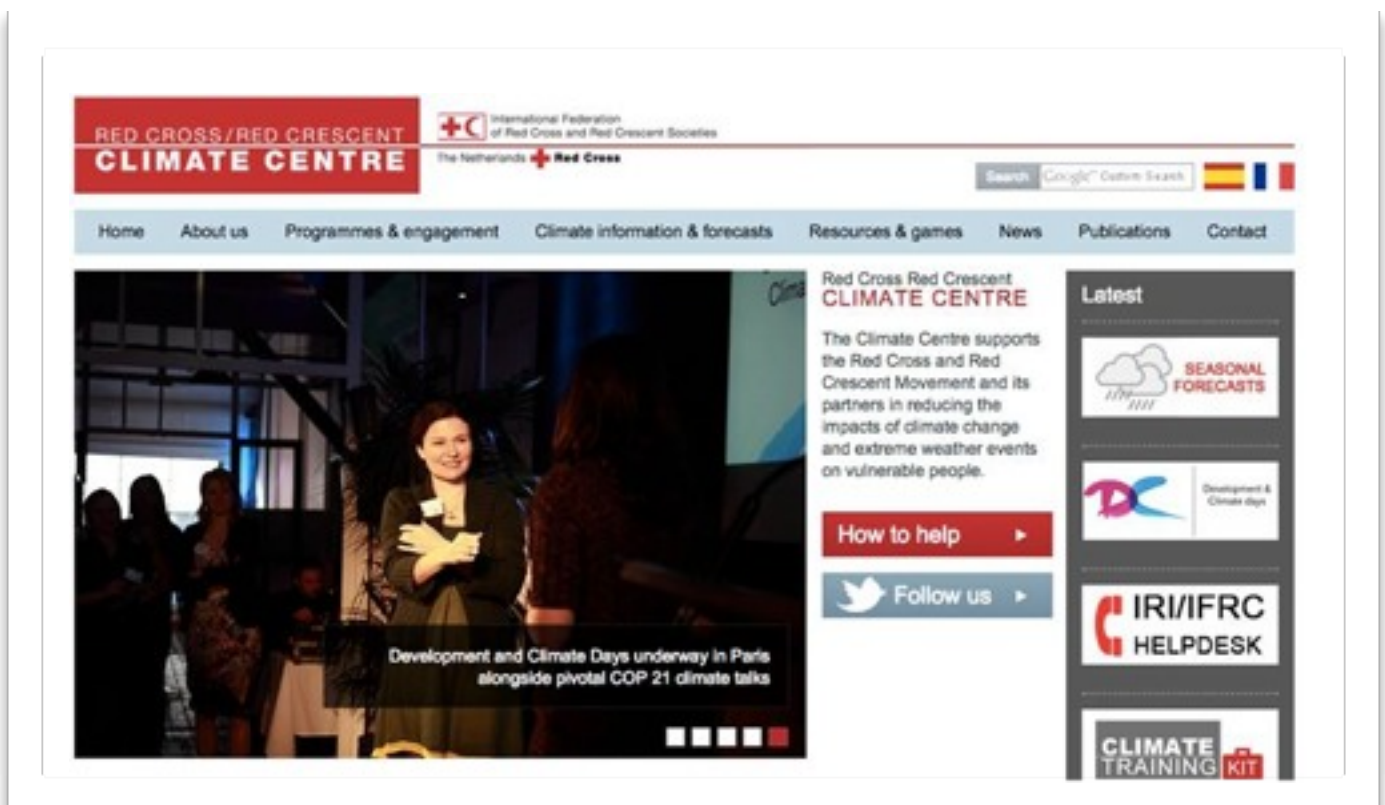 RED CROSS/RED CRESCENT
CLIMATE CENTRE
International Federation
of Red Cross and Red Crescent Societies
The Netherlands Red Cross
Search Google™ Custom Search
Home About us Programmes & engagement Climate information & forecasts Resources & games News Publications Contact
Clima
Development and Climate Days underway in Paris
alongside pivotal COP 21 climate talks
Red Cross Red Crescent
CLIMATE CENTRE
The Climate Centre supports
the Red Cross and Red
Crescent Movement and its
partners in reducing the
impacts of climate change
and extreme weather events
on vulnerable people.
How to help
Follow us
Latest
SEASONAL
FORECASTS
DC
Development &
Climate days
IRI/IFRC
HELPDESK
CLIMATE
TRAINING KIT